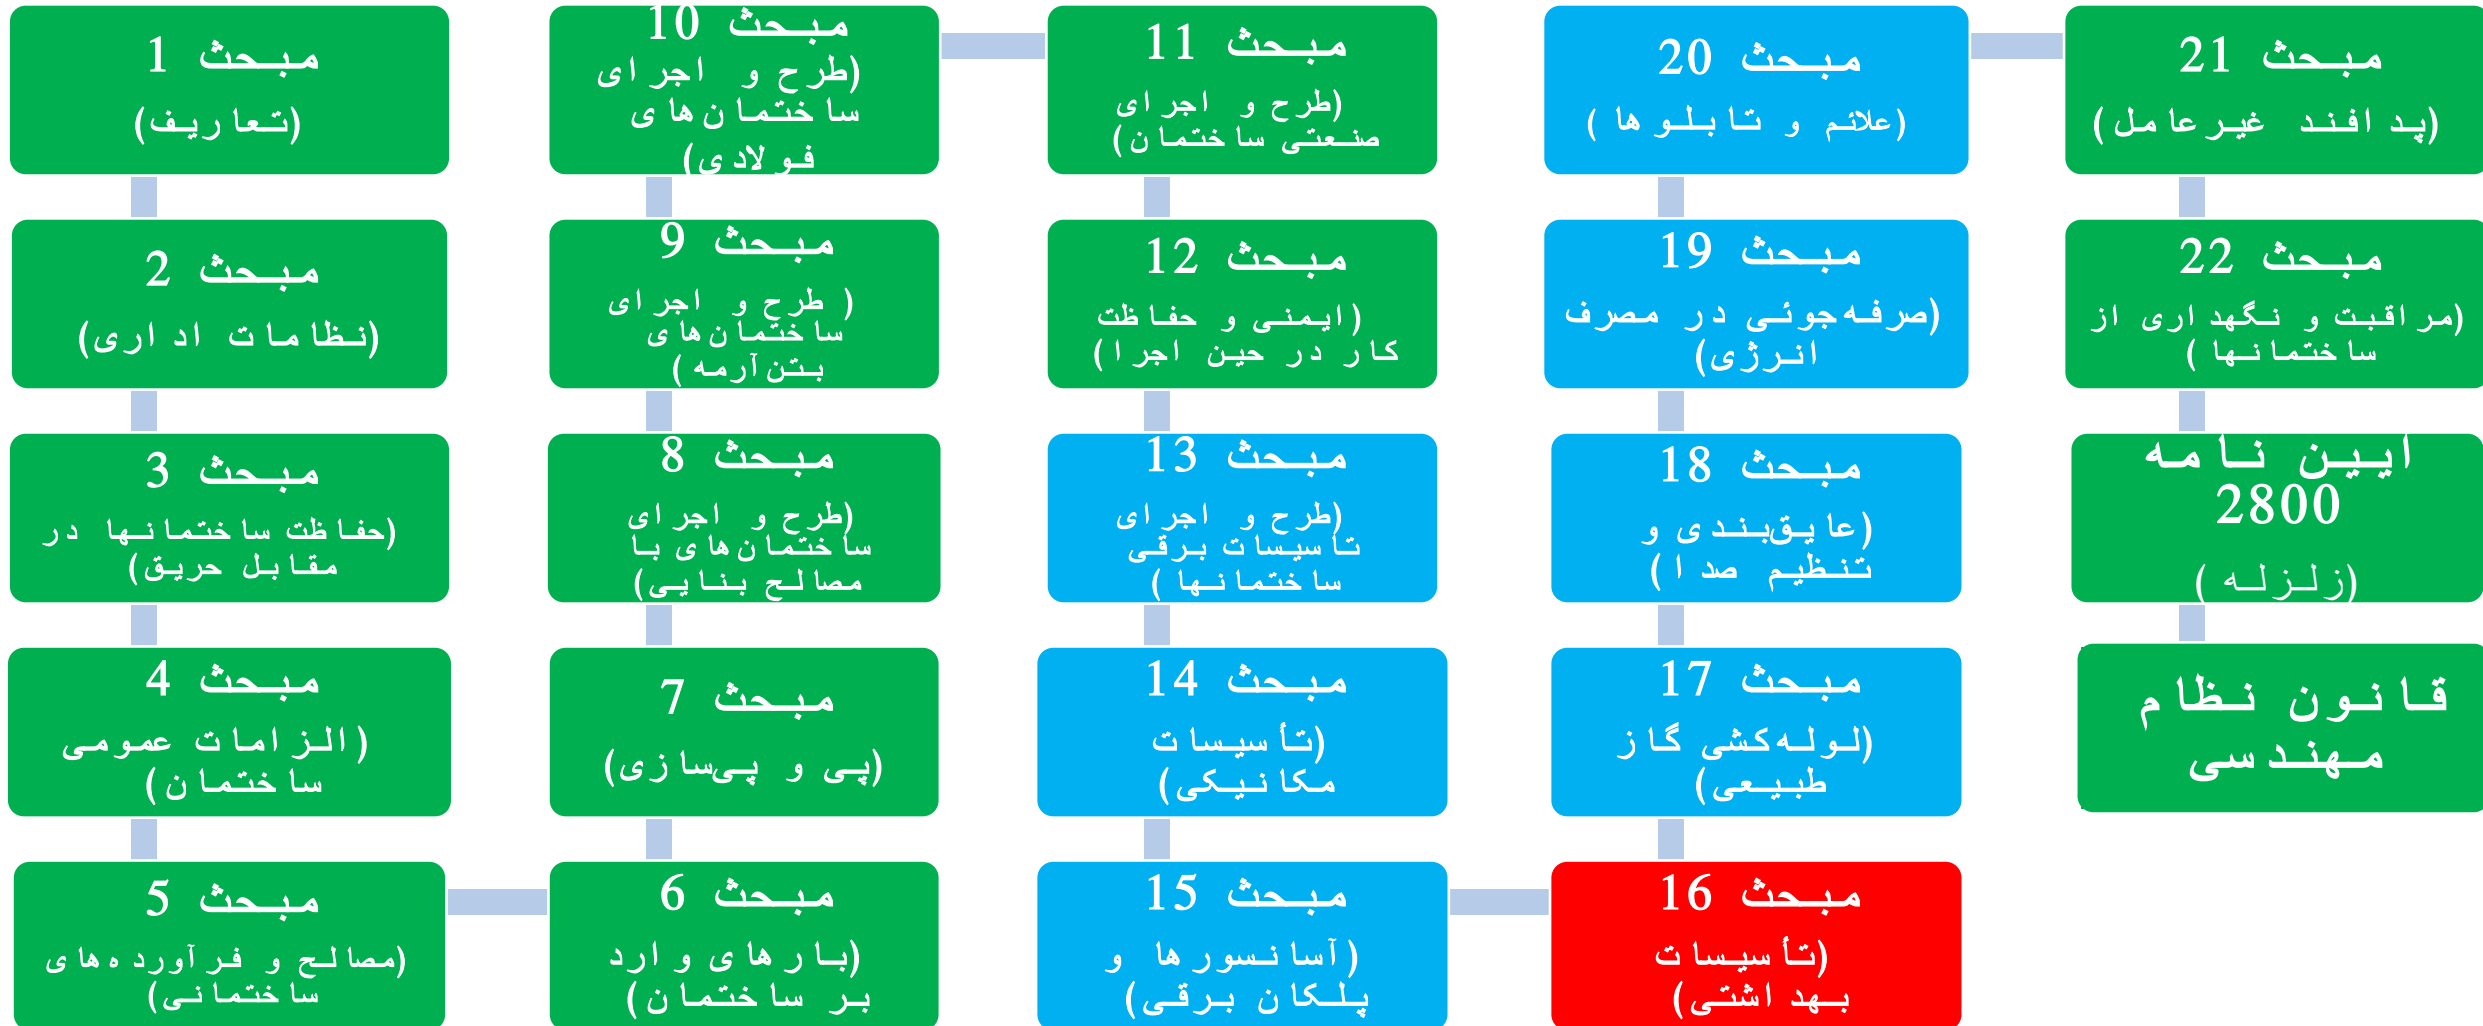 مبحث 1
(تعاریف)
مبحث 2
(نظامات اداری)
مبحث 3
(حفاظت ساختمانها در
مقابل حریق)
مبحث 4
(الزامات عمومی
ساختمان)
مبحث 5
(مصالح و فرآورده‌های
ساختمانی)
مبحث 6
(بارهای وارد
بر ساختمان)
مبحث 7
(پی و پی‌سازی)
مبحث 8
(طرح و اجرای
ساختمان‌های با
مصالح بنایی)
مبحث 9
( طرح و اجرای
ساختمان‌های
بتن‌آرمه)
مبحث 10
(طرح و اجرای
ساختمان‌های
فولادی)
مبحث 11
(طرح و اجرای
صنعتی ساختمان)
مبحث 12
(ایمنی و حفاظت
کار در حین اجرا)
مبحث 13
(طرح و اجرای
تاسیسات برقی
ساختمانها)
مبحث 14
(تأسیسات
مکانیکی)
مبحث 15
(آسانسورها و
پلکان برقی)
مبحث 16
(تأسیسات
بهداشتی)
مبحث 17
(لوله‌کشی گاز
طبیعی)
مبحث 18
(عایق‌بندی و
تنظیم صدا)
مبحث 19
(صرفه‌جوئی در مصرف
انرژی)
مبحث 20
(علائم و تابلوها)
مبحث 21
(پدافند غیرعامل)
مبحث 22
(مراقبت و نگهداری از
ساختمانها)
ایین نامه
2800
(زلزله)
قانون نظام
مهندسی